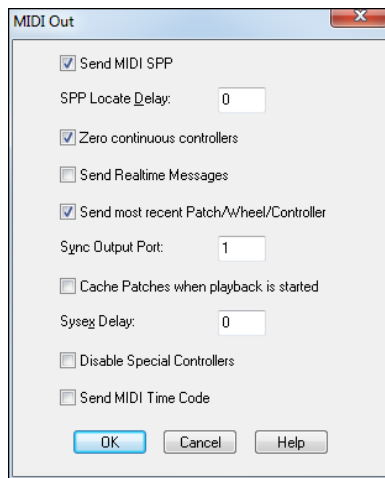 MIDI Out
Send MIDI SPP
SPP Locate Delay: 0
Zero continuous controllers
Send Realtime Messages
Send most recent Patch/Wheel/Controller
Sync Output Port: 1
Cache Patches when playback is started
Sysex Delay: 0
Disable Special Controllers
Send MIDI Time Code
OK Cancel Help